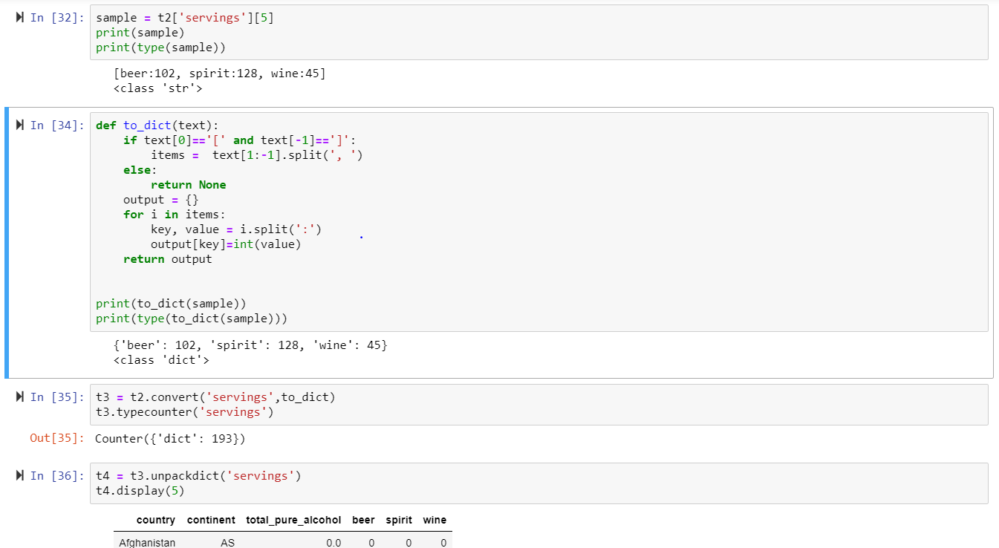 In [32]: sample = t2['servings'][5]
print(sample)
print(type(sample))
[beer:102, spirit:128, wine:45]
<class 'str'>
In [34]: def to_dict(text):
    if text[0]=='[' and text[-1]==']':
        items =  text[1:-1].split(', ')
    else:
        return None
    output = {}
    for i in items:
        key, value = i.split(':')
        output[key]=int(value)
    return output
print(to_dict(sample))
print(type(to_dict(sample)))
{'beer': 102, 'spirit': 128, 'wine': 45}
<class 'dict'>
In [35]: t3 = t2.convert('servings',to_dict)
t3.typecounter('servings')
Out[35]: Counter({'dict': 193})
In [36]: t4 = t3.unpackdict('servings')
t4.display(5)
country continent total_pure_alcohol beer spirit wine
Afghanistan AS 0.0 0 0 0